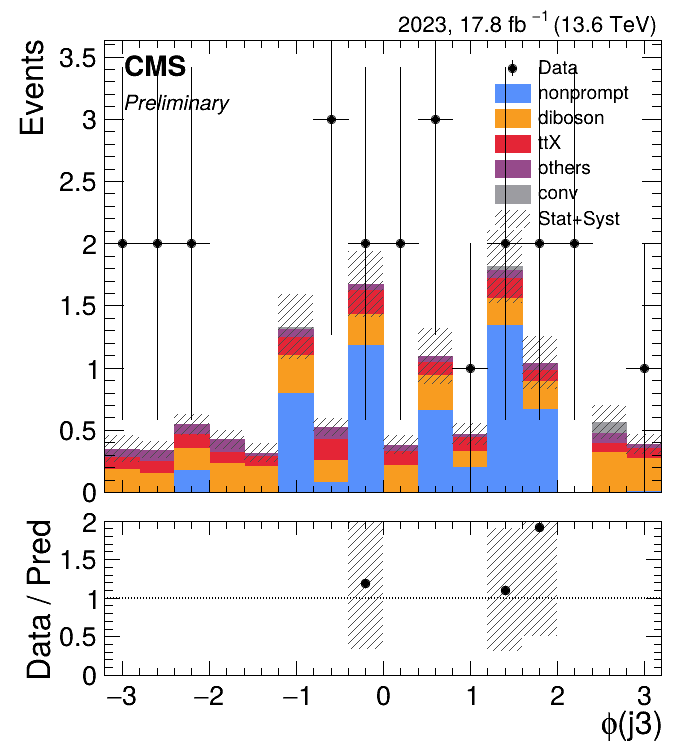 2023, 17.8 fb⁻¹ (13.6 TeV)
CMS
Preliminary
Events
3.5
3
2.5
2
1.5
1
0.5
0
Data
nonprompt
diboson
ttX
others
conv
Stat+Syst
Data / Pred
2
1.5
1
0.5
0
−3 −2 −1 0 1 2 3
ϕ(j3)